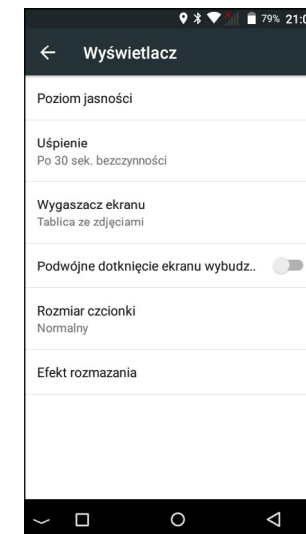 79% 21:0
Wyświetlacz
Poziom jasności
Uśpienie
Po 30 sek. bezczynności
Wygaszacz ekranu
Tablica ze zdjęciami
Podwójne dotknięcie ekranu wybudz..
Rozmiar czcionki
Normalny
Efekt rozmazania